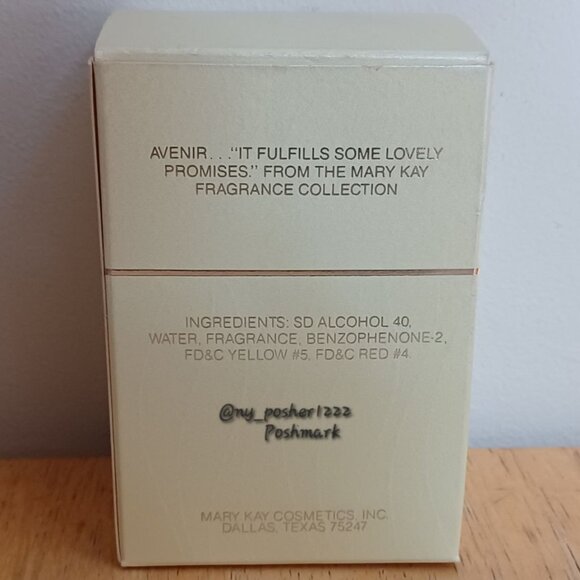 AVENIR. . ."IT FULFILLS SOME LOVELY
PROMISES." FROM THE MARY KAY
FRAGRANCE COLLECTION
INGREDIENTS: SD ALCOHOL 40,
WATER, FRAGRANCE, BENZOPHENONE-2,
FD&C YELLOW #5, FD&C RED #4.
@ny_posher1222
Poshmark
MARY KAY COSMETICS, INC.
DALLAS, TEXAS 75247